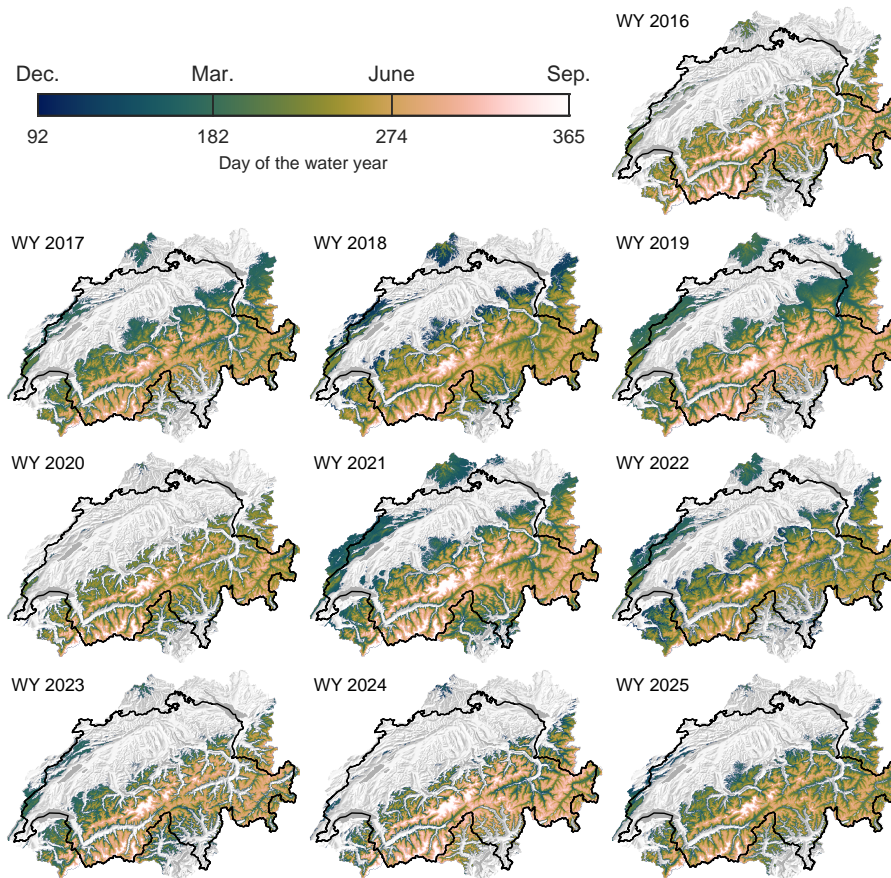 WY 2016
Dec. Mar. June Sep.
92 182 274 365
Day of the water year
WY 2017 WY 2018 WY 2019
WY 2020 WY 2021 WY 2022
WY 2023 WY 2024 WY 2025